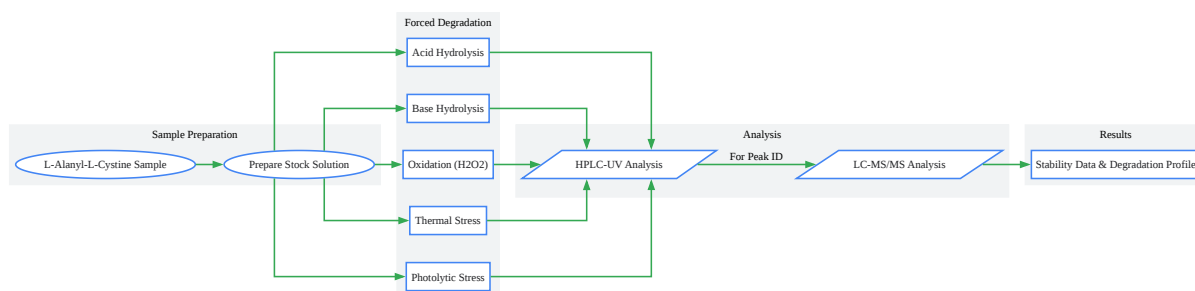 Forced Degradation
Acid Hydrolysis
Base Hydrolysis
Sample Preparation
Analysis
Results
L-Alanyl-L-Cystine Sample
Prepare Stock Solution
Oxidation (H2O2)
HPLC-UV Analysis
For Peak ID
LC-MS/MS Analysis
Stability Data & Degradation Profile
Thermal Stress
Photolytic Stress